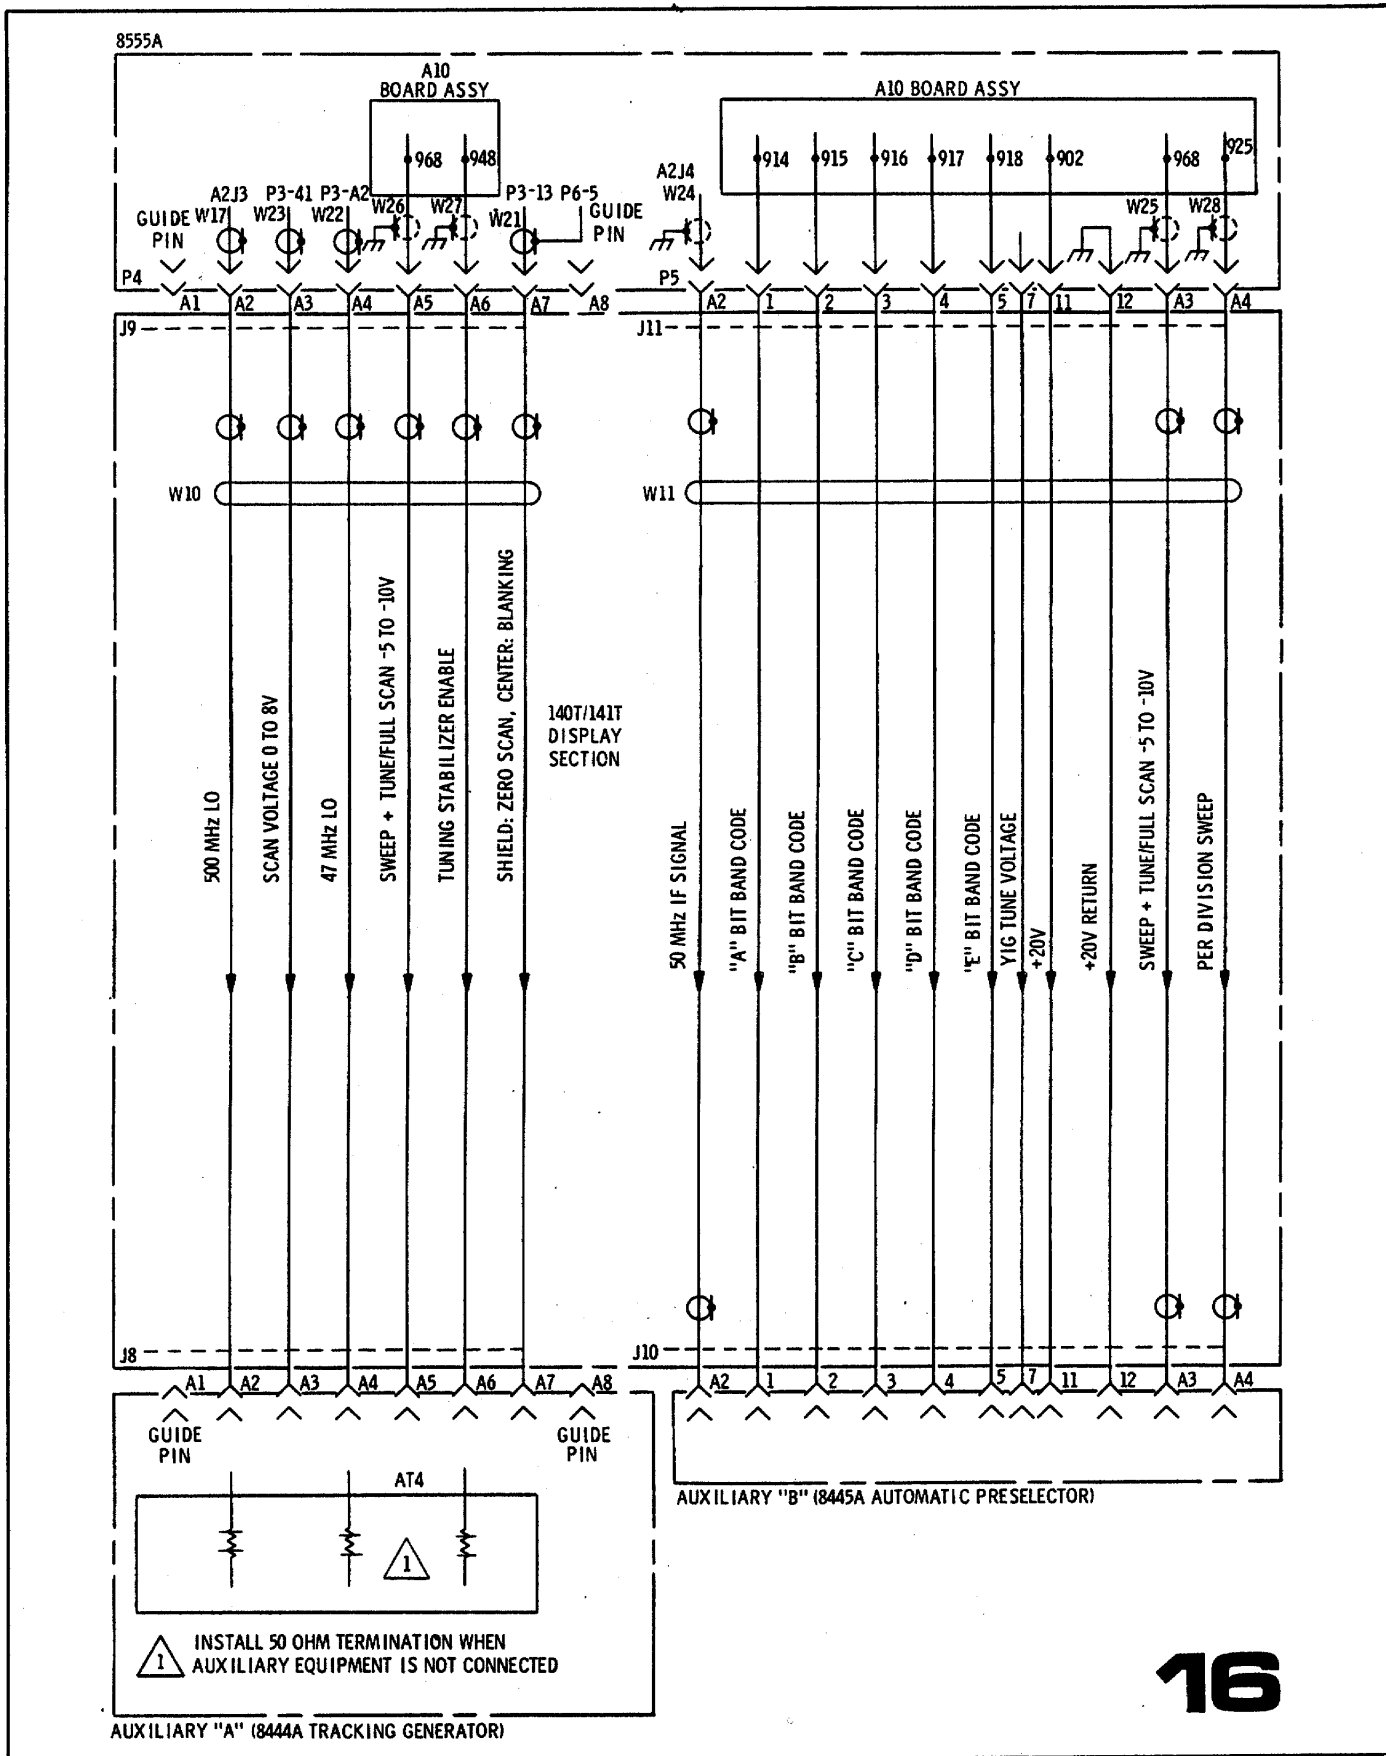 8555A
A10
BOARD ASSY
968
948
A10 BOARD ASSY
914
915
916
917
918
902
968
925
A2J3
P3-41
P3-A2
P3-13
P6-5
GUIDE
PIN
W17
W23
W22
W26
W27
W21
GUIDE
PIN
A2J4
W24
W25
W28
P4
A1
A2
A3
A4
A5
A6
A7
A8
P5
A2
1
2
3
4
5
7
11
12
A3
A4
J9
J11
W10
W11
500 MHz LO
SCAN VOLTAGE 0 TO 8V
47 MHz LO
SWEEP + TUNE/FULL SCAN -5 TO -10V
TUNING STABILIZER ENABLE
SHIELD: ZERO SCAN, CENTER: BLANKING
140T/141T
DISPLAY
SECTION
50 MHz IF SIGNAL
"A" BIT BAND CODE
"B" BIT BAND CODE
"C" BIT BAND CODE
"D" BIT BAND CODE
"E" BIT BAND CODE
YIG TUNE VOLTAGE
+20V
+20V RETURN
SWEEP + TUNE/FULL SCAN -5 TO -10V
PER DIVISION SWEEP
J8
J10
A1
A2
A3
A4
A5
A6
A7
A8
A2
1
2
3
4
5
7
11
12
A3
A4
GUIDE
PIN
GUIDE
PIN
AT4
1
1
INSTALL 50 OHM TERMINATION WHEN
AUXILIARY EQUIPMENT IS NOT CONNECTED
AUXILIARY "A" (8444A TRACKING GENERATOR)
AUXILIARY "B" (8445A AUTOMATIC PRESELECTOR)
16